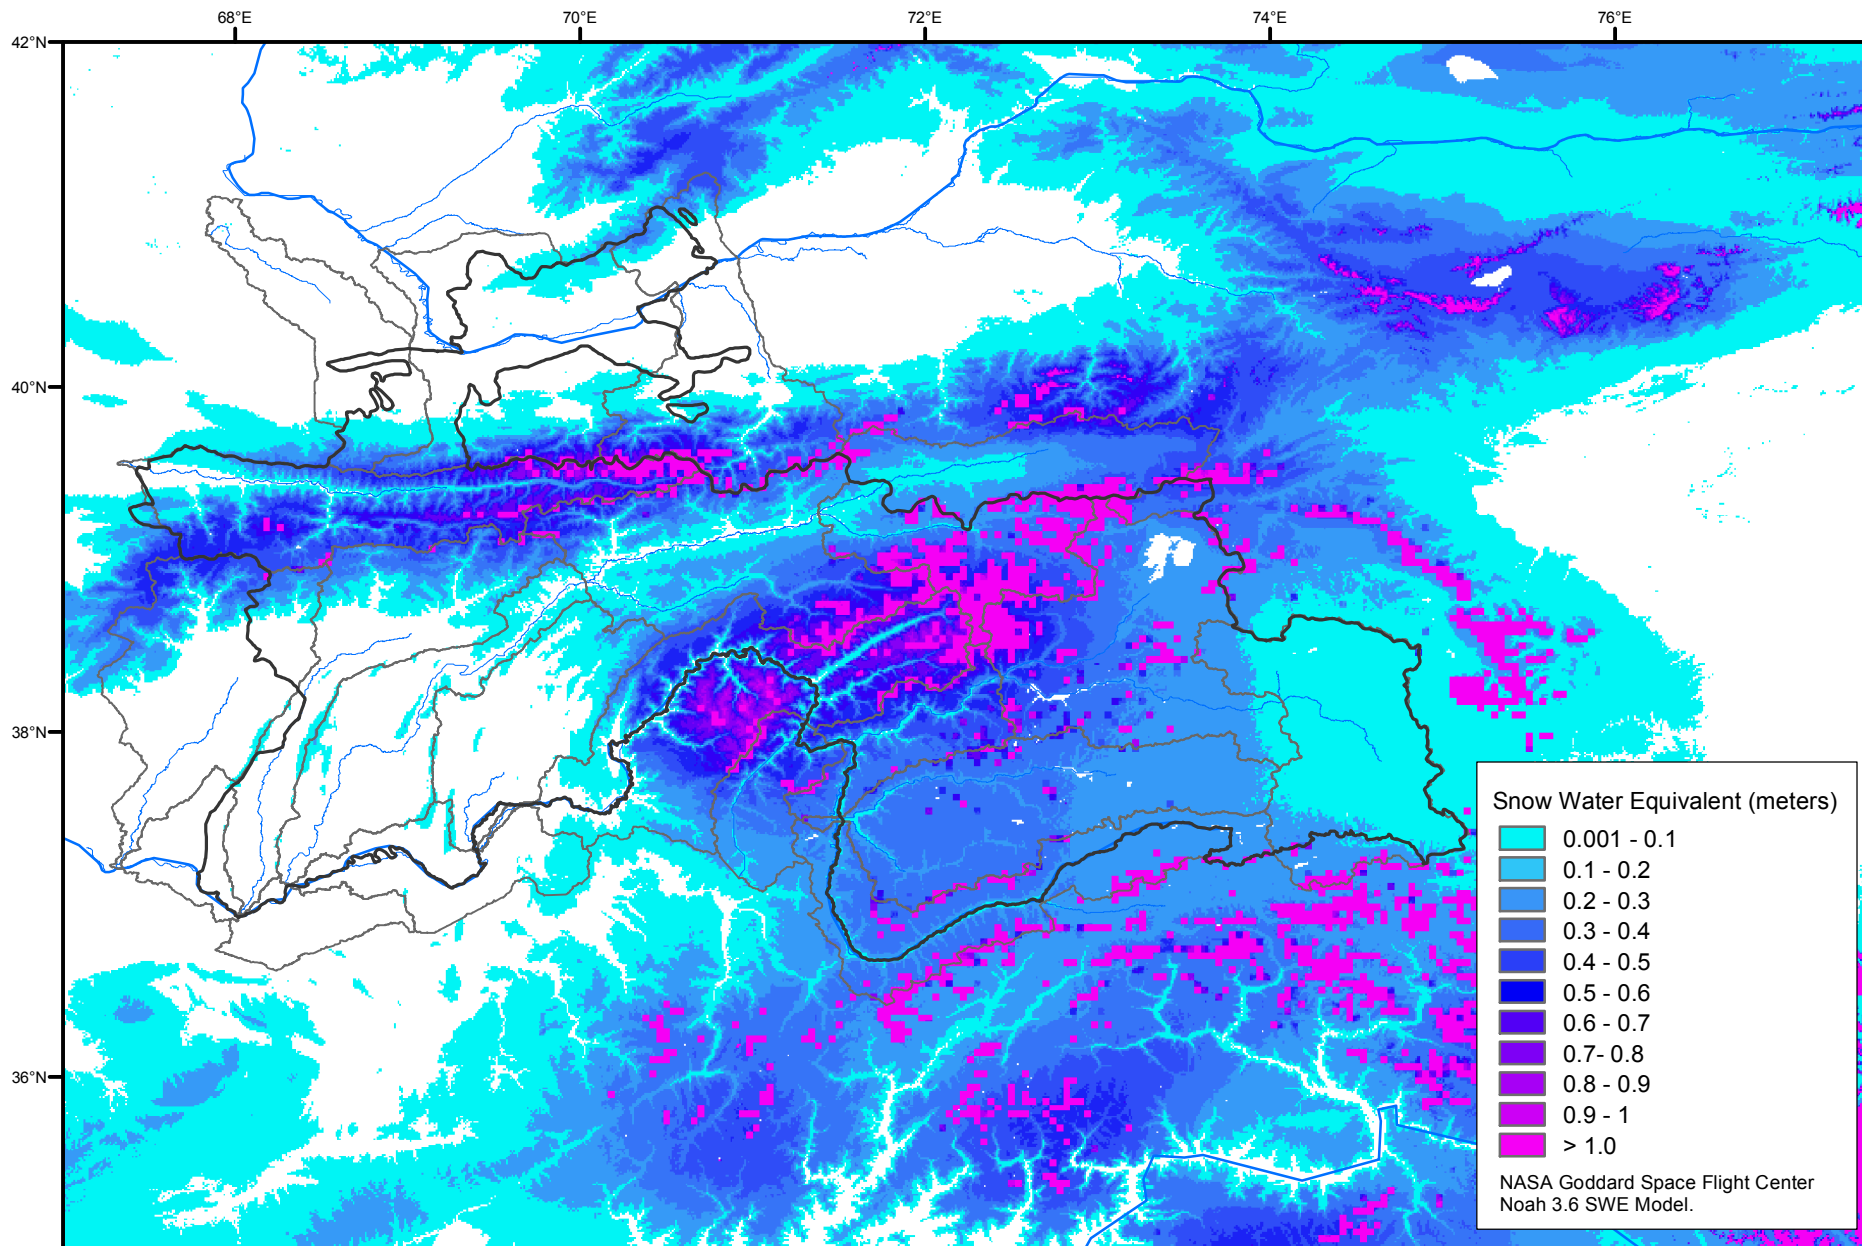 68°E 70°E 72°E 74°E 76°E
42°N
40°N
38°N
36°N
Snow Water Equivalent (meters)
0.001 - 0.1
0.1 - 0.2
0.2 - 0.3
0.3 - 0.4
0.4 - 0.5
0.5 - 0.6
0.6 - 0.7
0.7- 0.8
0.8 - 0.9
0.9 - 1
> 1.0
NASA Goddard Space Flight Center
Noah 3.6 SWE Model.